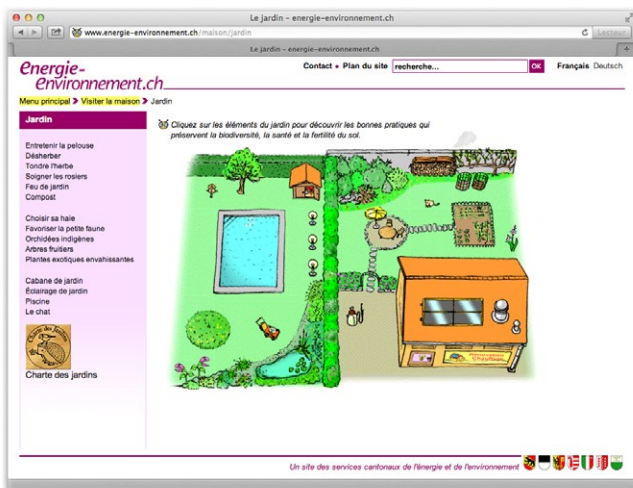 Le jardin – energie-environnement.ch
www.energie-environnement.ch/maison/jardin
Lecteur
Le jardin – energie-environnement.ch
energie-
environnement.ch
Contact • Plan du site
recherche...
OK
Français Deutsch
Menu principal > Visiter la maison > Jardin
Jardin
Entretenir la pelouse
Désherber
Tondre l'herbe
Soigner les rosiers
Feu de jardin
Compost
Choisir sa haie
Favoriser la petite faune
Orchidées indigènes
Arbres fruitiers
Plantes exotiques envahissantes
Cabane de jardin
Éclairage de jardin
Piscine
Le chat
Charte des Jardins
Charte des jardins
Cliquez sur les éléments du jardin pour découvrir les bonnes pratiques qui
préservent la biodiversité, la santé et la fertilité du sol.
Un site des services cantonaux de l'énergie et de l'environnement